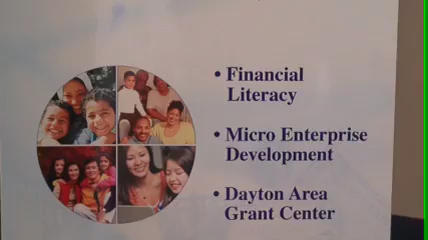 • Financial
Literacy
• Micro Enterprise
Development
• Dayton Area
Grant Center